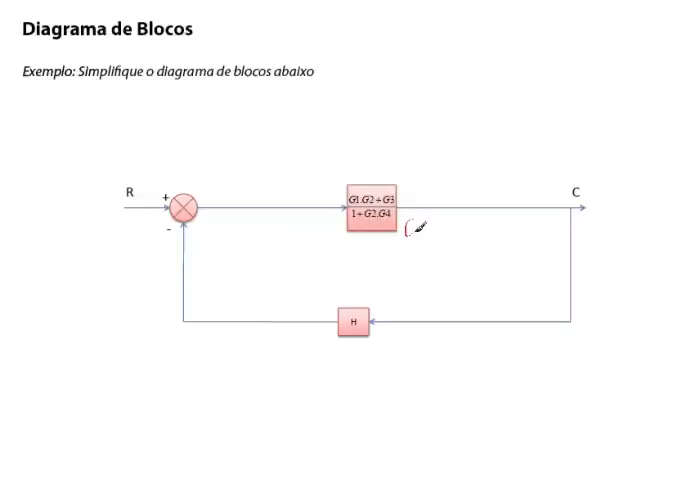 Diagrama de Blocos
Exemplo: Simplifique o diagrama de blocos abaixo
R
C
+
G1.G2+G3
1+G2.G4
-
H